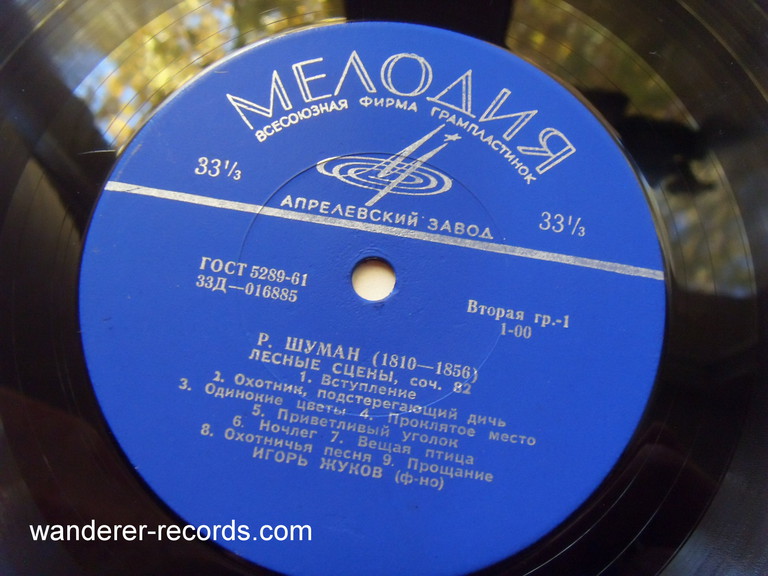 МЕЛОДИЯ
ВСЕСОЮЗНАЯ ФИРМА ГРАМПЛАСТИНОК
33⅓
АПРЕЛЕВСКИЙ ЗАВОД
33⅓
ГОСТ 5289-61
33Д—016885
Вторая гр.-1
1-00
Р. ШУМАН (1810—1856)
ЛЕСНЫЕ СЦЕНЫ, соч. 82
1. Вступление
2. Охотник, подстерегающий дичь
3. Одинокие цветы 4. Проклятое место
5. Приветливый уголок
6. Ночлег 7. Вещая птица
8. Охотничья песня 9. Прощание
ИГОРЬ ЖУКОВ (ф-но)
wanderer-records.com